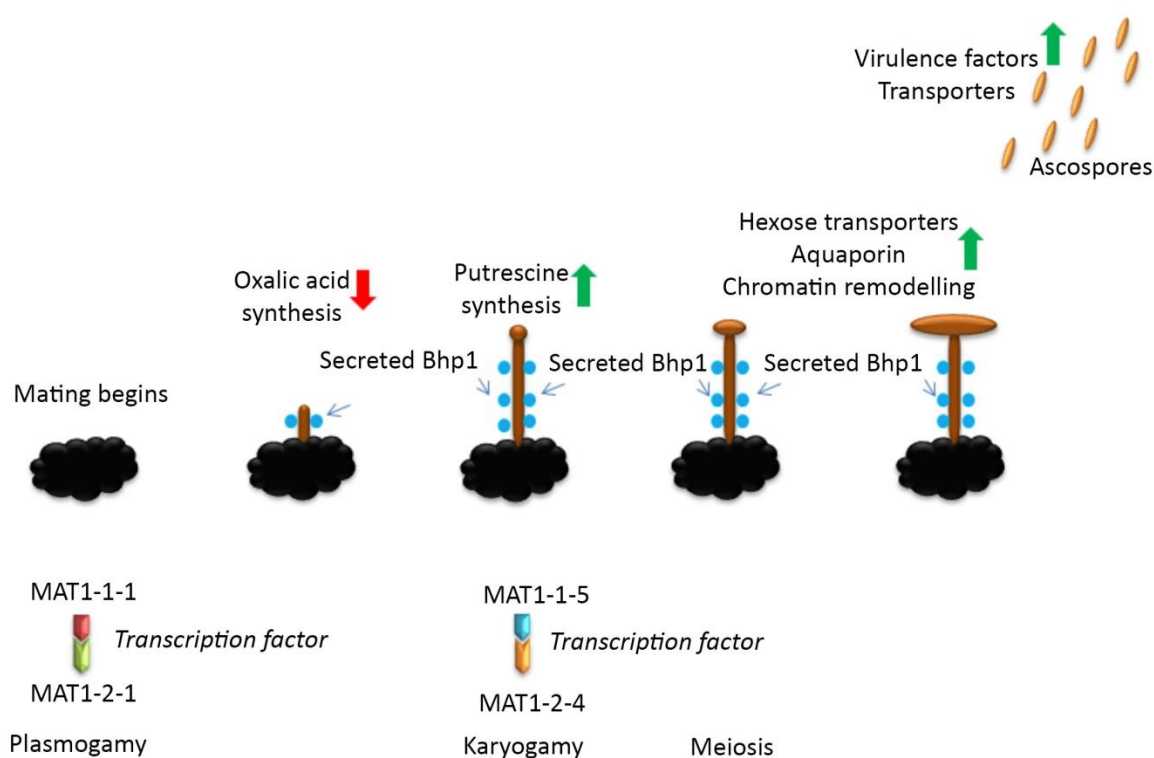 Virulence factors
Transporters
Ascospores
Hexose transporters
Aquaporin
Chromatin remodelling
Oxalic acid
synthesis
Putrescine
synthesis
Secreted Bhp1
Secreted Bhp1
Secreted Bhp1
Mating begins
MAT1-1-1
Transcription factor
MAT1-2-1
MAT1-1-5
Transcription factor
MAT1-2-4
Plasmogamy
Karyogamy
Meiosis